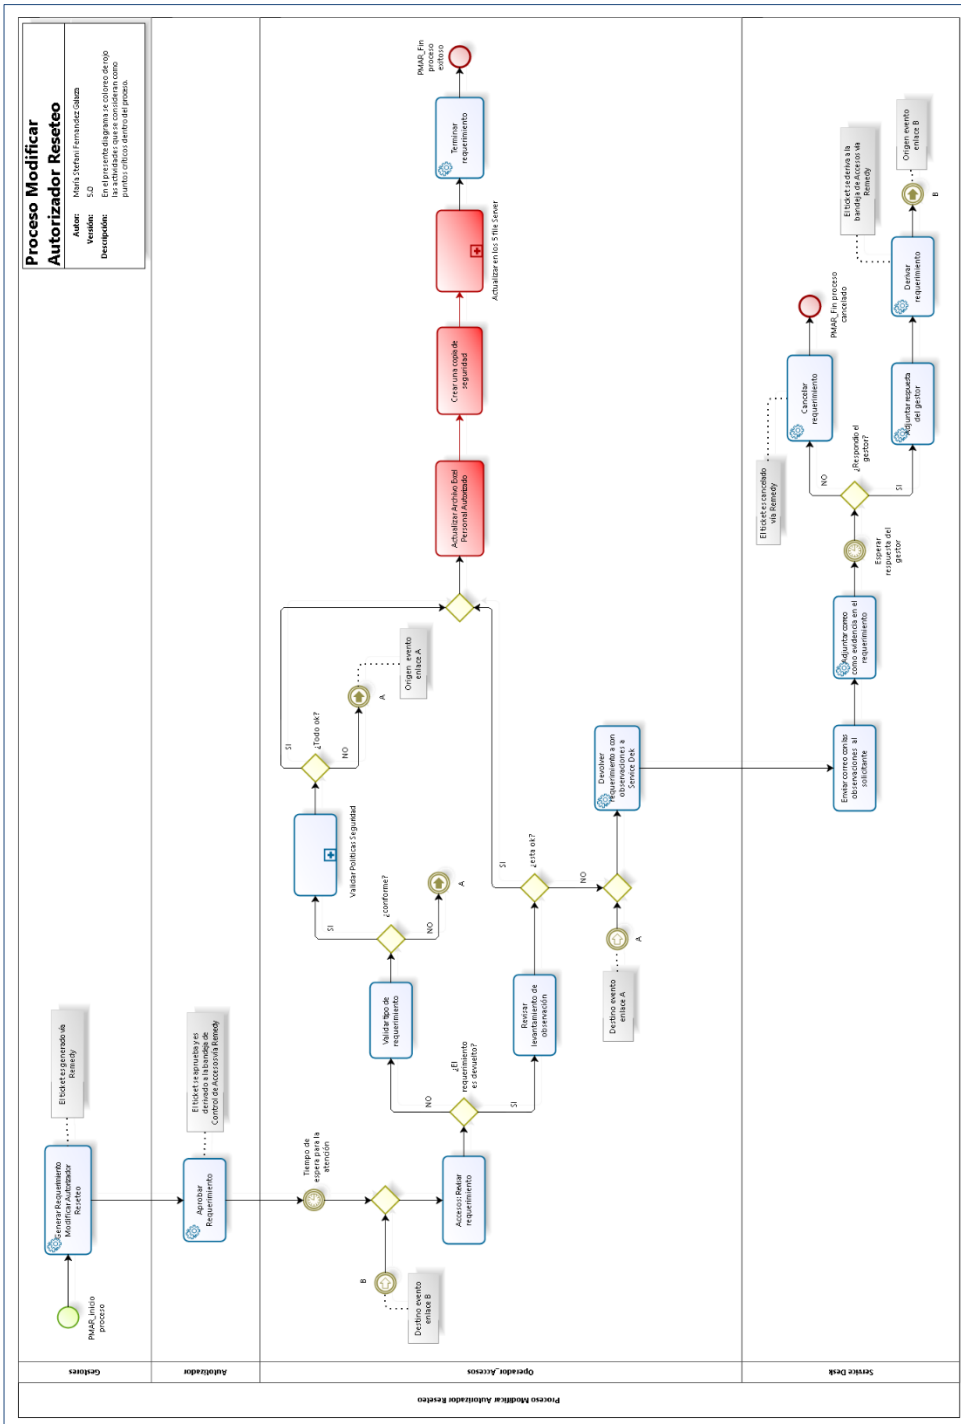 Proceso Modificar
Autorizador Reseteo
Autor: María Stefani Fernandez Galarza
Versión: 5.0
Descripción: En el presente diagrama se coloreo de rojo
las actividades que se consideran como
puntos críticos dentro del proceso.
Proceso Modificar Autorizador Reseteo
Gestores
PMAR_Inicio
proceso
Generar Requerimiento
Modificar Autorizador
Reseteo
El ticket es generado vía
Remedy
Autorizador
Aprobar
Requerimiento
El ticket se aprueba y es
derivado a la bandeja de
Control de Accesos vía Remedy
Operador_Accesos
Tiempo de
espera para la
atención
B
Destino evento
enlace B
Accesos: Revisar
requerimiento
¿El
requerimiento
es devuelto?
NO
SI
Validar tipo de
requerimiento
¿conforme?
SI
NO
A
Validar Políticas Seguridad
¿Todo ok?
SI
NO
A
Origen evento
enlace A
Revisar
levantamiento de
observación
¿esta ok?
SI
NO
A
Destino evento
enlace A
Devolver
requerimiento a con
observaciones a
Service Dek
Actualizar Archivo Excel
Personal Autorizado
Crear una copia de
seguridad
Actualizar en los 5 file Server
Terminar
requerimiento
PMAR_Fin
proceso
exitoso
Service Desk
Enviar correo con las
observaciones al
solicitante
Adjuntar correo
como evidencia en el
requerimiento
Esperar
respuesta del
gestor
¿Respondio el
gestor?
NO
SI
El ticket es cancelado
vía Remedy
Cancelar
requerimiento
PMAR_Fin proceso
cancelado
Adjuntar respuesta
del gestor
Derivar
requerimiento
El ticket se deriva a la
bandeja de Accesos vía
Remedy
B
Origen evento
enlace B